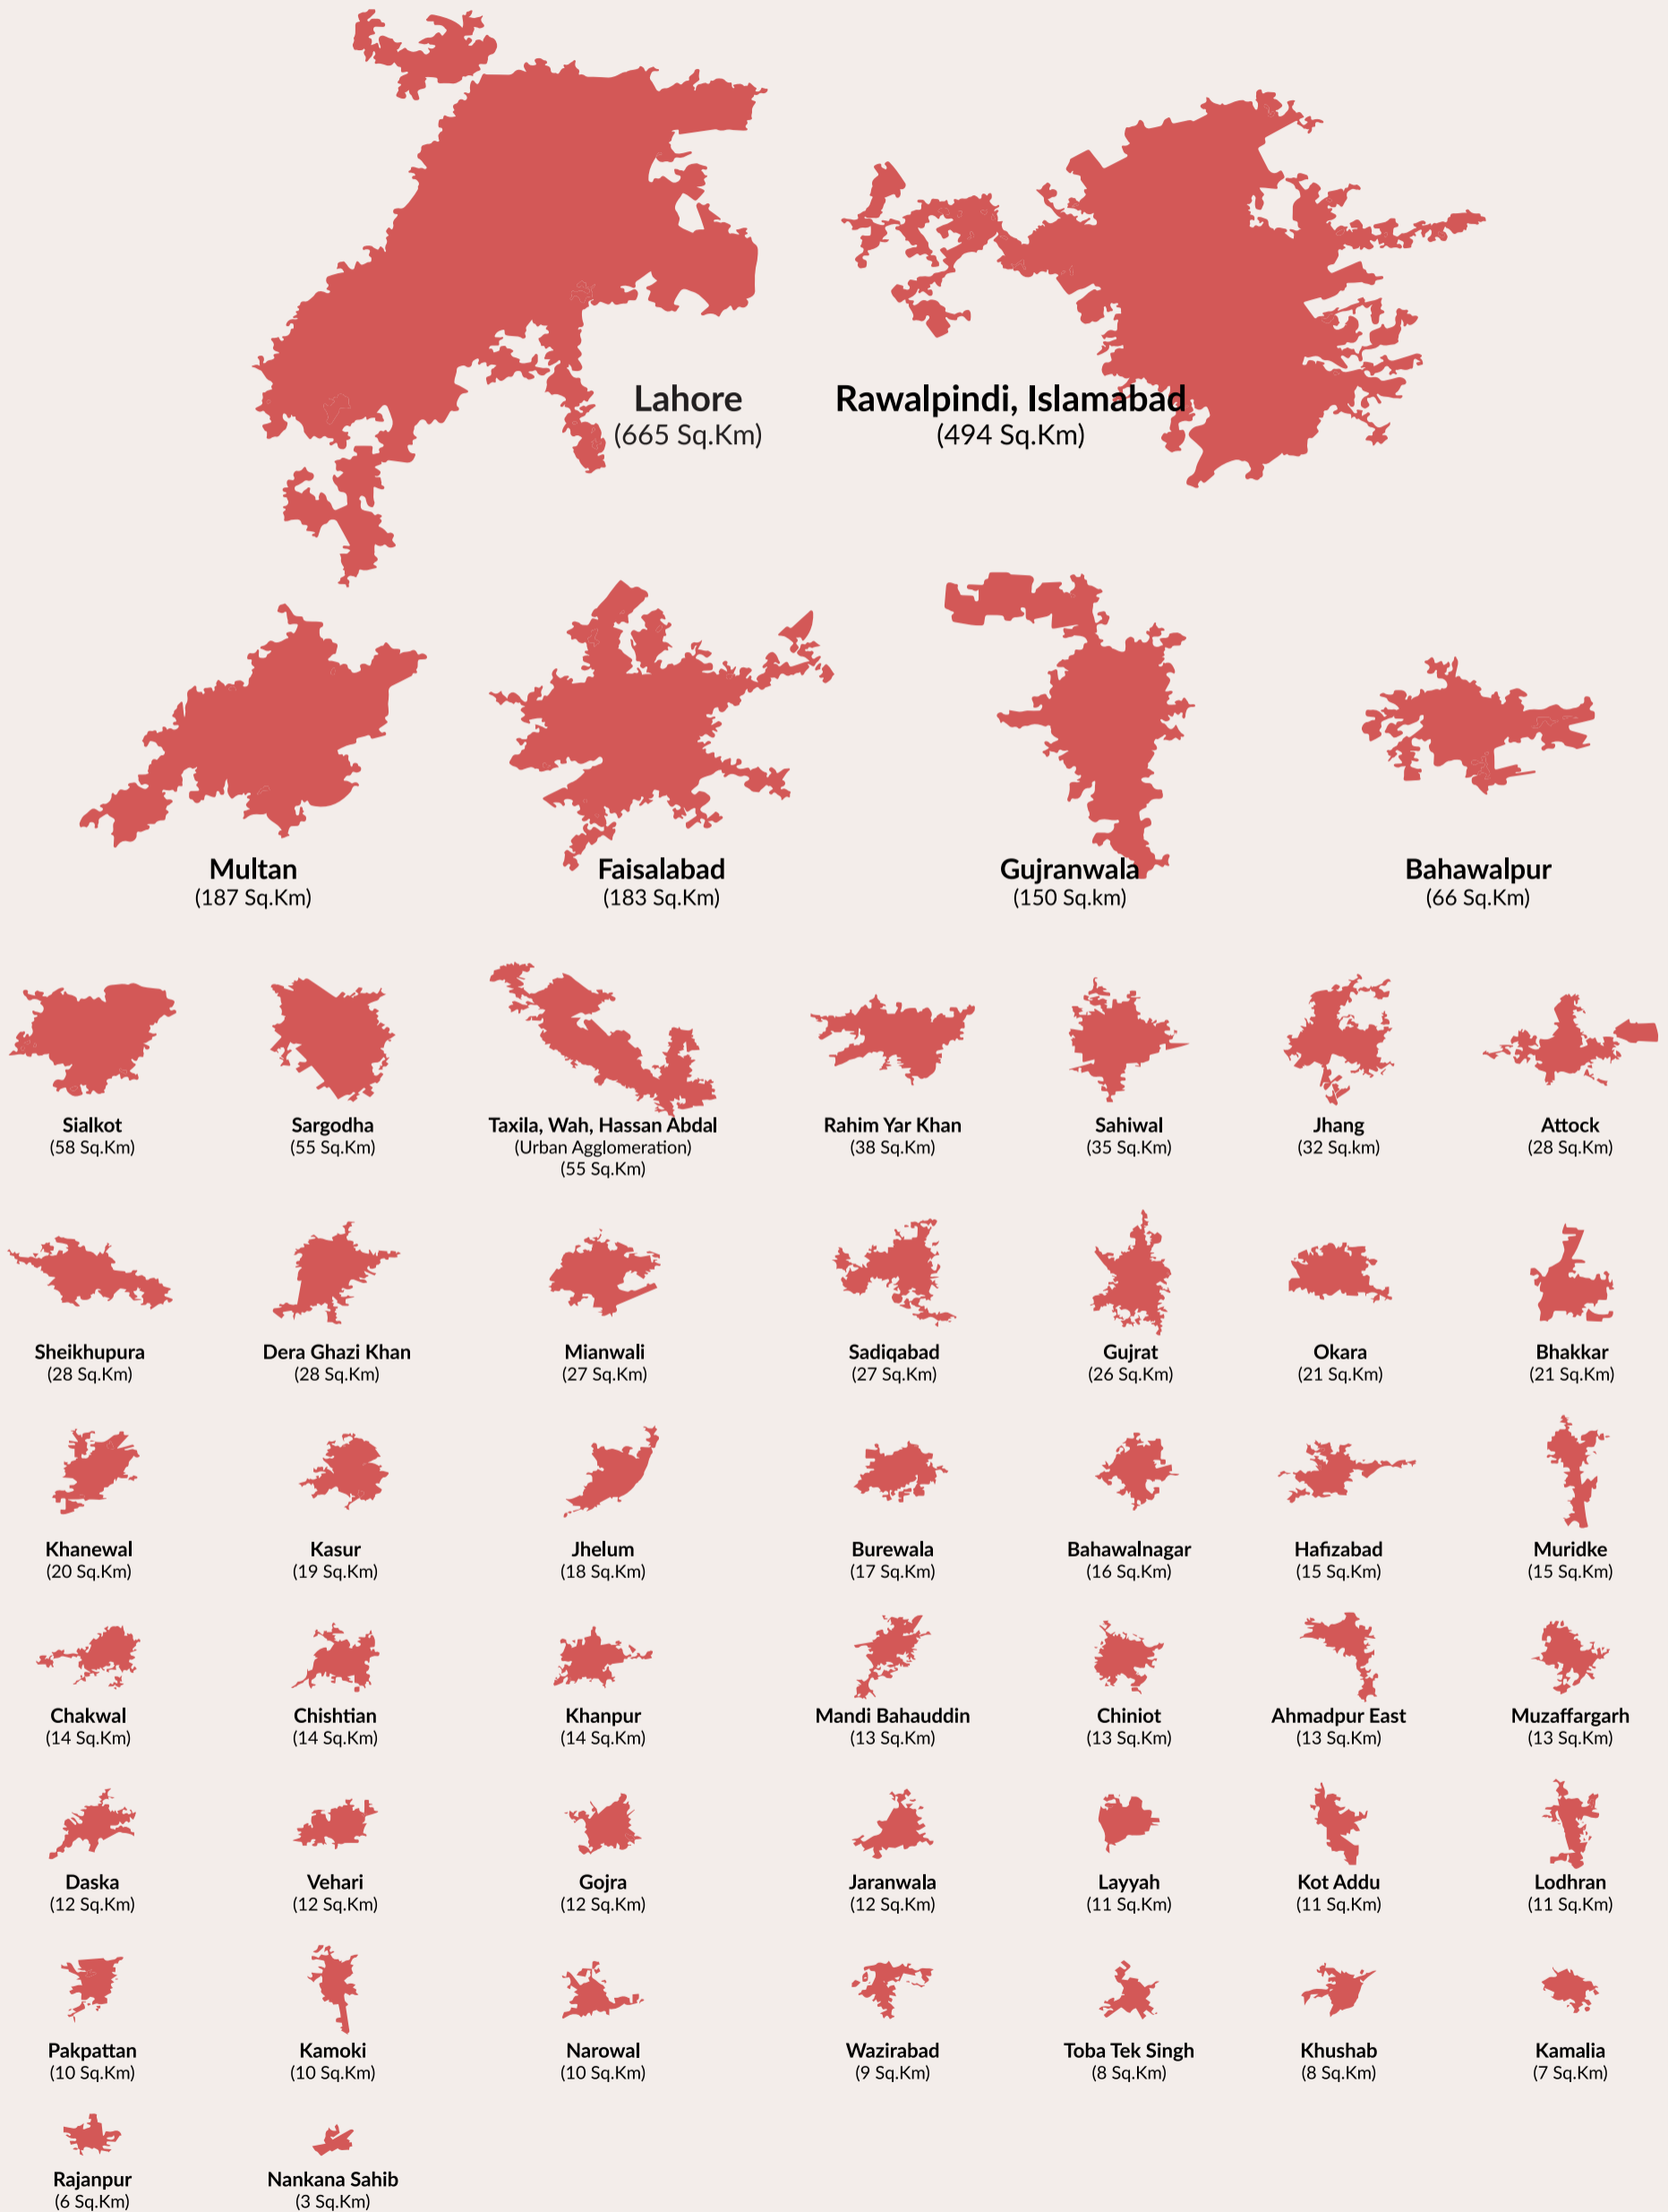 Lahore
(665 Sq.Km)
Rawalpindi, Islamabad
(494 Sq.Km)
Multan
(187 Sq.Km)
Faisalabad
(183 Sq.Km)
Gujranwala
(150 Sq.km)
Bahawalpur
(66 Sq.Km)
Sialkot
(58 Sq.Km)
Sargodha
(55 Sq.Km)
Taxila, Wah, Hassan Abdal
(Urban Agglomeration)
(55 Sq.Km)
Rahim Yar Khan
(38 Sq.Km)
Sahiwal
(35 Sq.Km)
Jhang
(32 Sq.km)
Attock
(28 Sq.Km)
Sheikhupura
(28 Sq.Km)
Dera Ghazi Khan
(28 Sq.Km)
Mianwali
(27 Sq.Km)
Sadiqabad
(27 Sq.Km)
Gujrat
(26 Sq.Km)
Okara
(21 Sq.Km)
Bhakkar
(21 Sq.Km)
Khanewal
(20 Sq.Km)
Kasur
(19 Sq.Km)
Jhelum
(18 Sq.Km)
Burewala
(17 Sq.Km)
Bahawalnagar
(16 Sq.Km)
Hafizabad
(15 Sq.Km)
Muridke
(15 Sq.Km)
Chakwal
(14 Sq.Km)
Chishtian
(14 Sq.Km)
Khanpur
(14 Sq.Km)
Mandi Bahauddin
(13 Sq.Km)
Chiniot
(13 Sq.Km)
Ahmadpur East
(13 Sq.Km)
Muzaffargarh
(13 Sq.Km)
Daska
(12 Sq.Km)
Vehari
(12 Sq.Km)
Gojra
(12 Sq.Km)
Jaranwala
(12 Sq.Km)
Layyah
(11 Sq.Km)
Kot Addu
(11 Sq.Km)
Lodhran
(11 Sq.Km)
Pakpattan
(10 Sq.Km)
Kamoki
(10 Sq.Km)
Narowal
(10 Sq.Km)
Wazirabad
(9 Sq.Km)
Toba Tek Singh
(8 Sq.Km)
Khushab
(8 Sq.Km)
Kamalia
(7 Sq.Km)
Rajanpur
(6 Sq.Km)
Nankana Sahib
(3 Sq.Km)